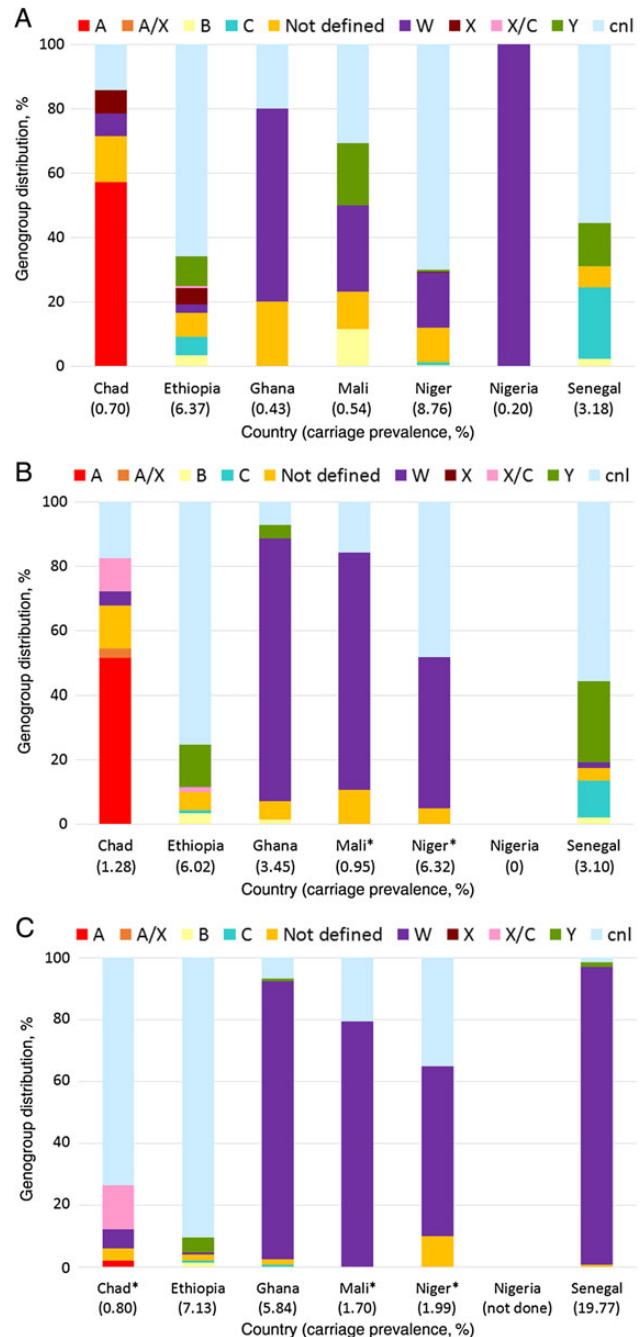 A
A A/X B C Not defined W X X/C Y cnl
Genogroup distribution, %
100
80
60
40
20
0
Chad Ethiopia Ghana Mali Niger Nigeria Senegal
(0.70) (6.37) (0.43) (0.54) (8.76) (0.20) (3.18)
Country (carriage prevalence, %)
B
A A/X B C Not defined W X X/C Y cnl
Genogroup distribution, %
100
80
60
40
20
0
Chad Ethiopia Ghana Mali* Niger* Nigeria Senegal
(1.28) (6.02) (3.45) (0.95) (6.32) (0) (3.10)
Country (carriage prevalence, %)
C
A A/X B C Not defined W X X/C Y cnl
Genogroup distribution, %
100
80
60
40
20
0
Chad* Ethiopia Ghana Mali* Niger* Nigeria Senegal
(0.80) (7.13) (5.84) (1.70) (1.99) (not done) (19.77)
Country (carriage prevalence, %)